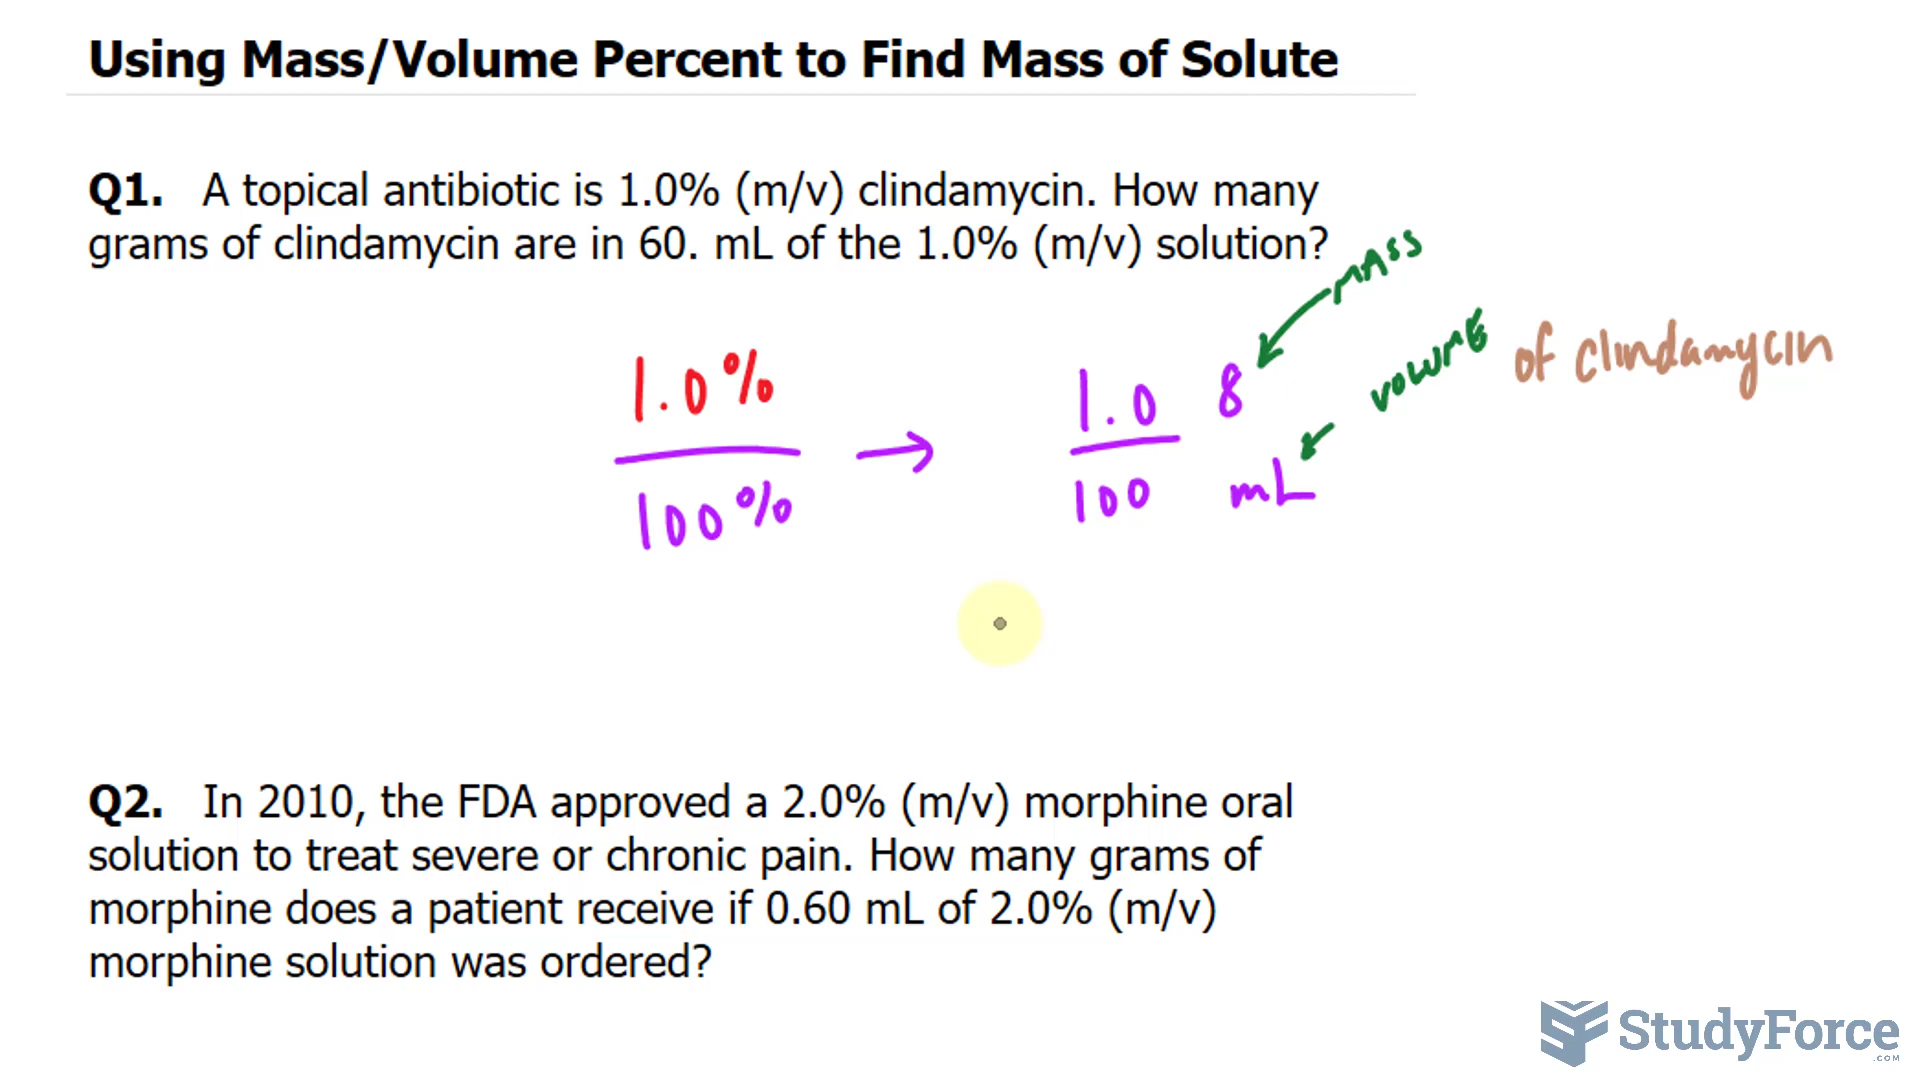 Using Mass/Volume Percent to Find Mass of Solute
Q1. A topical antibiotic is 1.0% (m/v) clindamycin. How many
grams of clindamycin are in 60. mL of the 1.0% (m/v) solution?
MASS
VOLUME
of clindamycin
1.0%
100%
→
1.0 g
100 mL
Q2. In 2010, the FDA approved a 2.0% (m/v) morphine oral
solution to treat severe or chronic pain. How many grams of
morphine does a patient receive if 0.60 mL of 2.0% (m/v)
morphine solution was ordered?
StudyForce
.COM